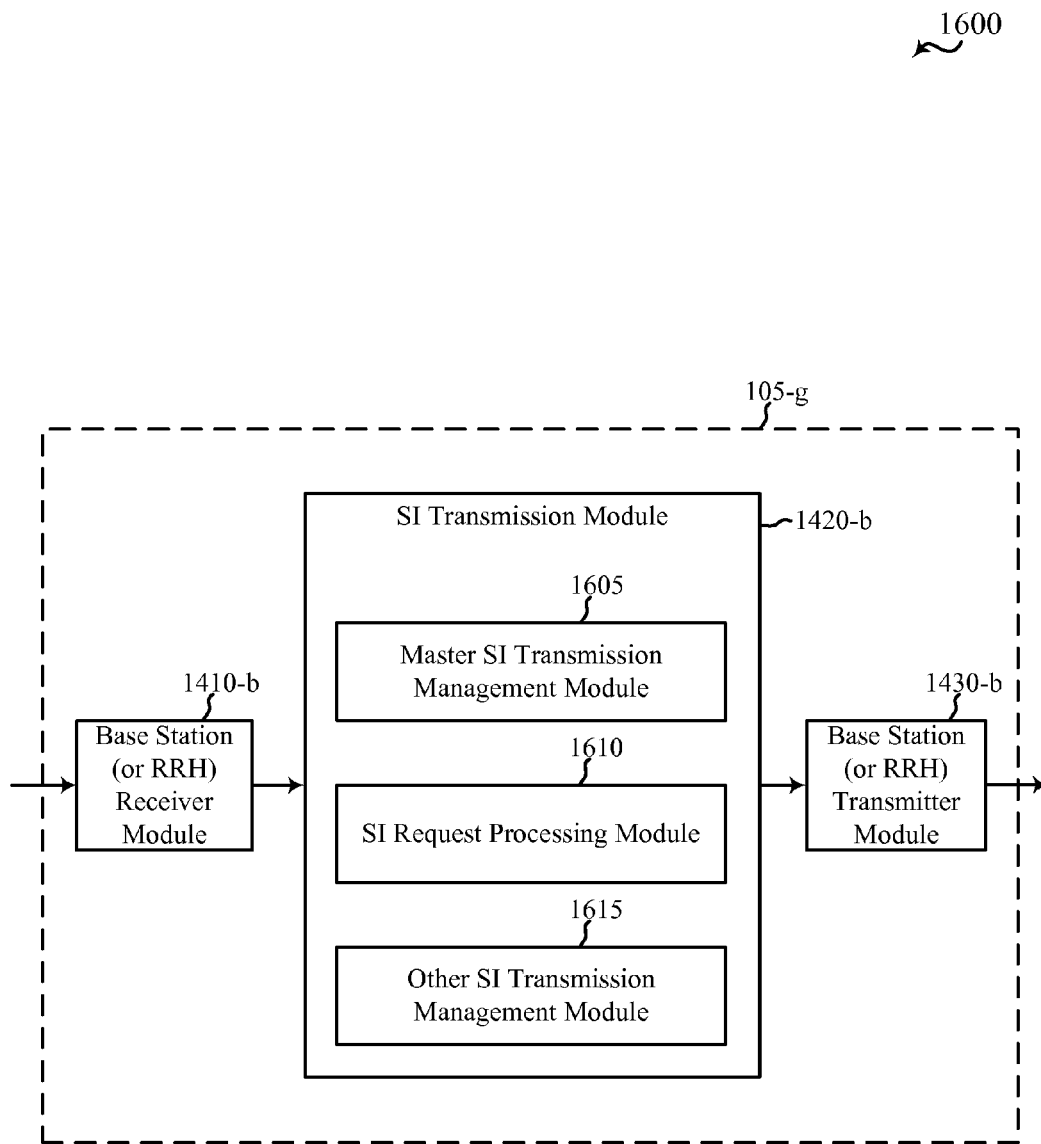 1600
105-g
SI Transmission Module
1420-b
1605
Master SI Transmission
Management Module
1410-b
Base Station
(or RRH)
Receiver
Module
1610
SI Request Processing Module
1430-b
Base Station
(or RRH)
Transmitter
Module
1615
Other SI Transmission
Management Module